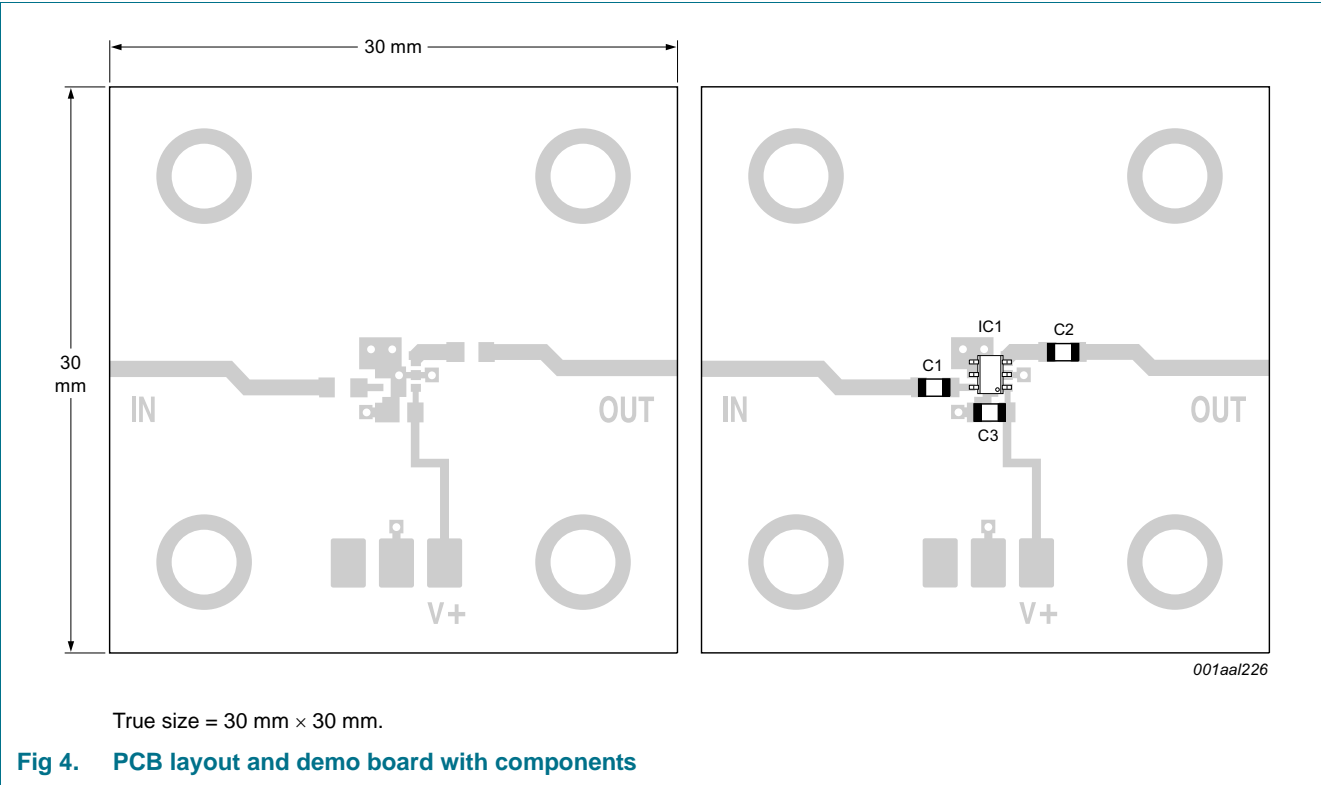 30 mm
30
mm
IN
OUT
V+
IC1
C2
C1
C3
IN
OUT
V+
001aal226
True size = 30 mm × 30 mm.
Fig 4. PCB layout and demo board with components